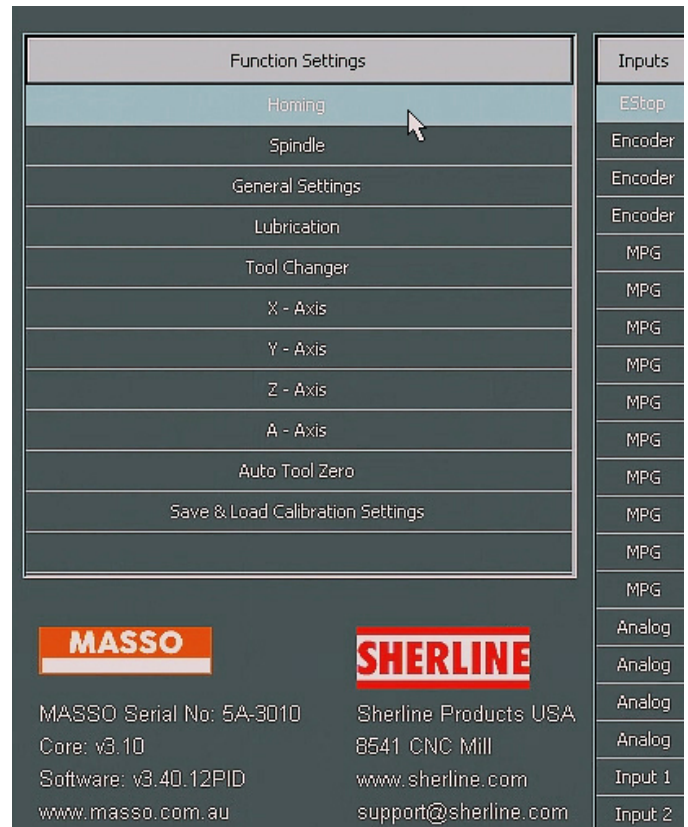 Function Settings
Homing
Spindle
General Settings
Lubrication
Tool Changer
X - Axis
Y - Axis
Z - Axis
A - Axis
Auto Tool Zero
Save & Load Calibration Settings
Inputs
EStop
Encoder
Encoder
Encoder
MPG
MPG
MPG
MPG
MPG
MPG
MPG
MPG
MPG
MPG
Analog
Analog
Analog
Analog
Input 1
Input 2
MASSO
MASSO Serial No: 5A-3010
Core: v3.10
Software: v3.40.12PID
www.masso.com.au
SHERLINE
Sherline Products USA
8541 CNC Mill
www.sherline.com
support@sherline.com